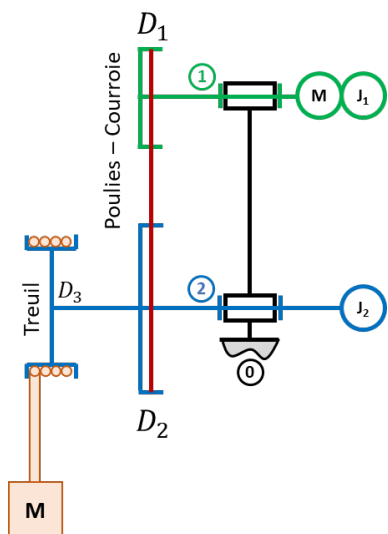 D₁
1
M
J₁
Poulies – Courroie
Treuil
D₃
2
J₂
0
D₂
M